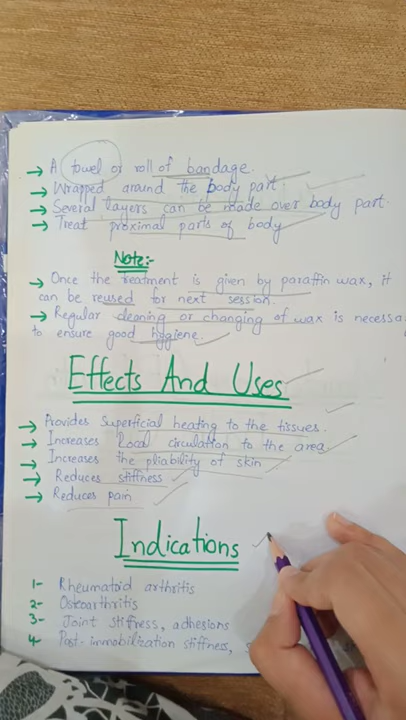 → A towel or roll of bandage.
→ Wrapped around the body part
→ Several layers can be made over body part.
→ Treat proximal parts of body
Note:-
→ Once the treatment is given by paraffin wax, it
can be reused for next session.
→ Regular cleaning or changing of wax is necessa
to ensure good hygiene.
Effects And Uses
→ Provides Superficial heating to the tissues.
→ Increases local circulation to the area
→ Increases the pliability of skin
→ Reduces stiffness
→ Reduces pain
Indications
1- Rheumatoid arthritis
2- Osteoarthritis
3- Joint stiffness, adhesions
4- Post-immobilization stiffness,